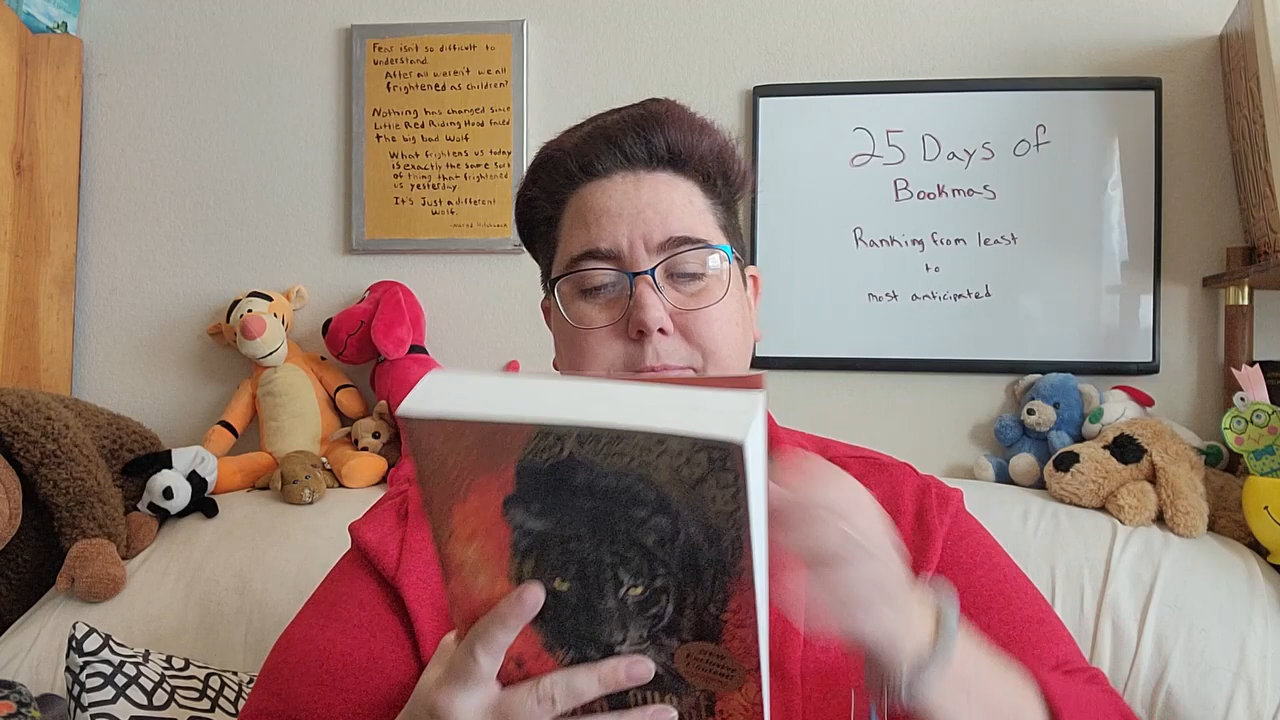 Fear isn't so difficult to
understand.
After all weren't we all
frightened as children?
Nothing has changed since
Little Red Riding Hood faced
the big bad wolf
What frightens us today
is exactly the same sort
of thing that frightened
us yesterday.
It's Just a different
wolf.
25 Days of
Bookmas
Ranking from least
to
most anticipated